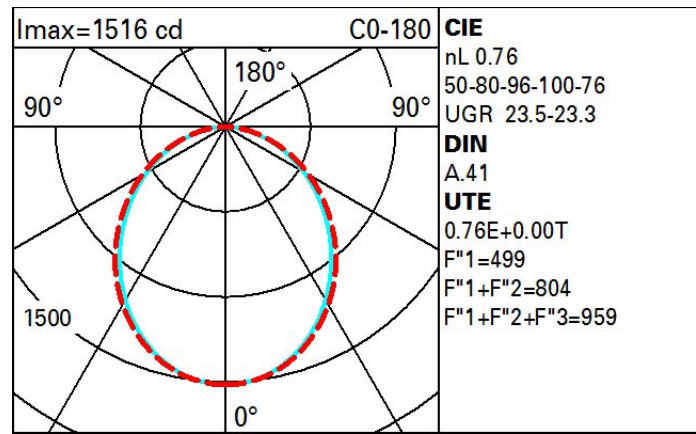 Imax=1516 cd C0-180
180°
90° 90°
1500
0°
CIE
nL 0.76
50-80-96-100-76
UGR 23.5-23.3
DIN
A.41
UTE
0.76E+0.00T
F"1=499
F"1+F"2=804
F"1+F"2+F"3=959